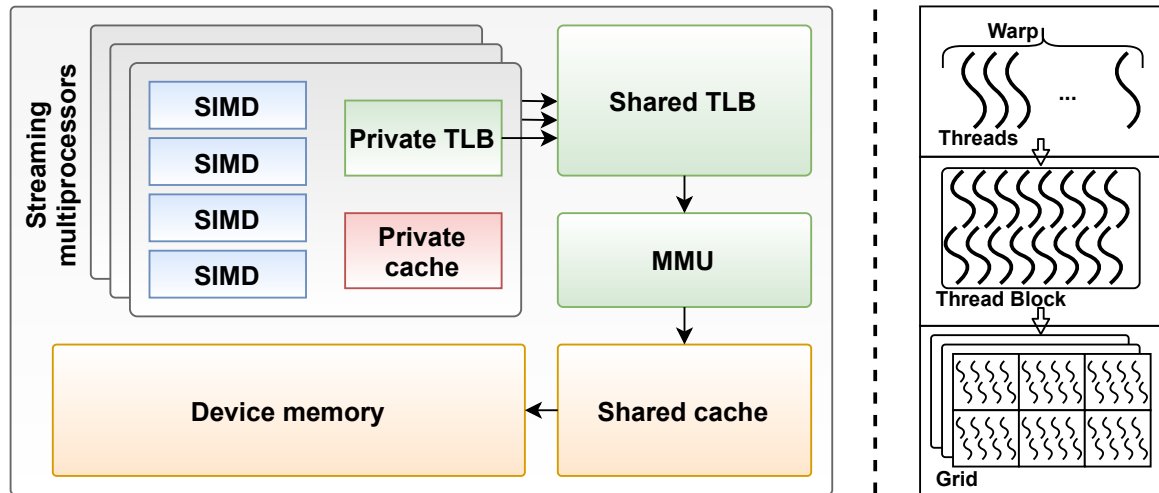 Streaming
multiprocessors
SIMD
SIMD
SIMD
SIMD
Private TLB
Private
cache
Shared TLB
MMU
Device memory
Shared cache
Warp
...
Threads
Thread Block
Grid